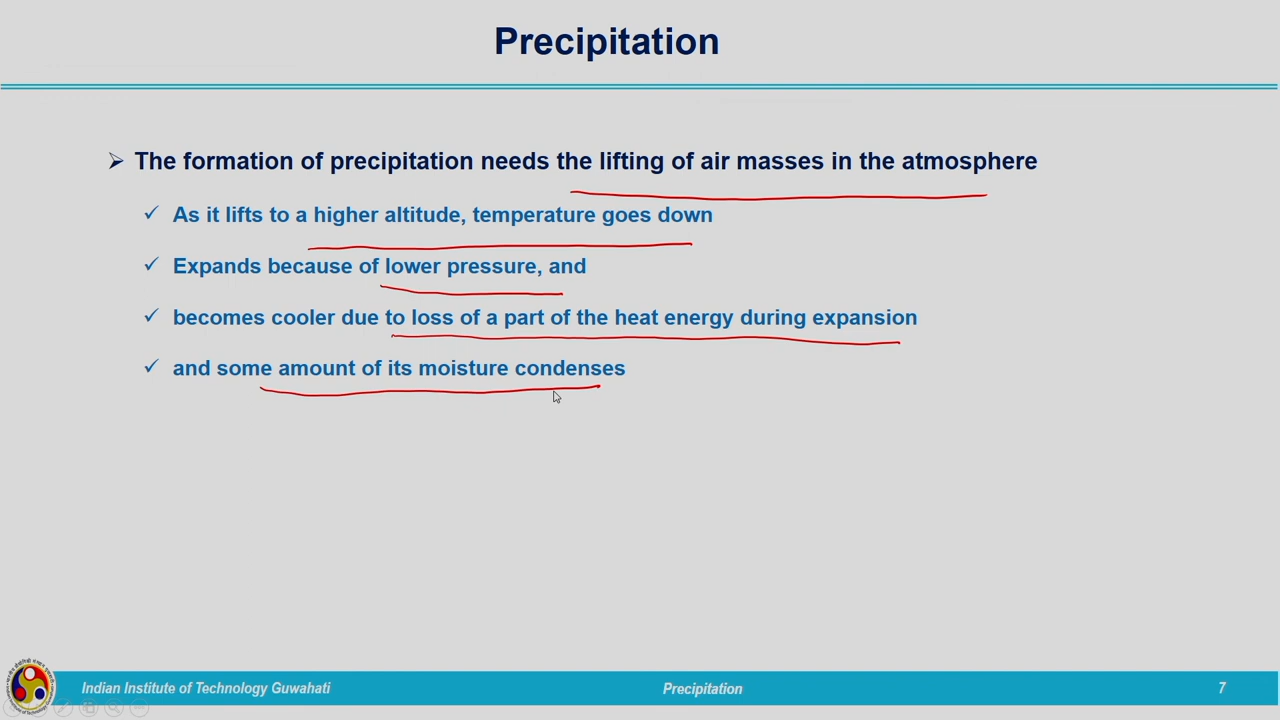 Precipitation
➢ The formation of precipitation needs the lifting of air masses in the atmosphere
✓ As it lifts to a higher altitude, temperature goes down
✓ Expands because of lower pressure, and
✓ becomes cooler due to loss of a part of the heat energy during expansion
✓ and some amount of its moisture condenses
Indian Institute of Technology Guwahati
Precipitation
7